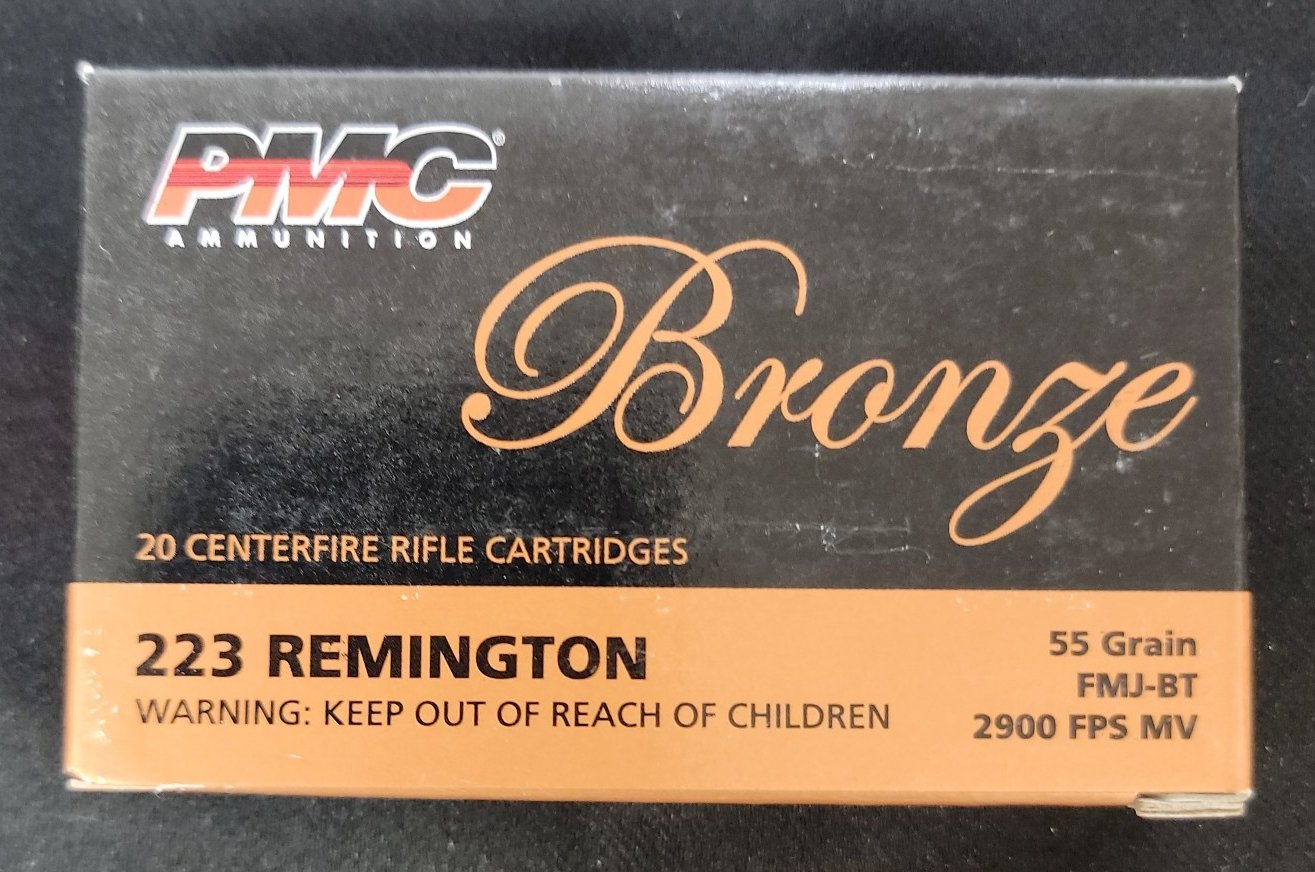 PMC®
AMMUNITION
Bronze
20 CENTERFIRE RIFLE CARTRIDGES
223 REMINGTON
WARNING: KEEP OUT OF REACH OF CHILDREN
55 Grain
FMJ-BT
2900 FPS MV